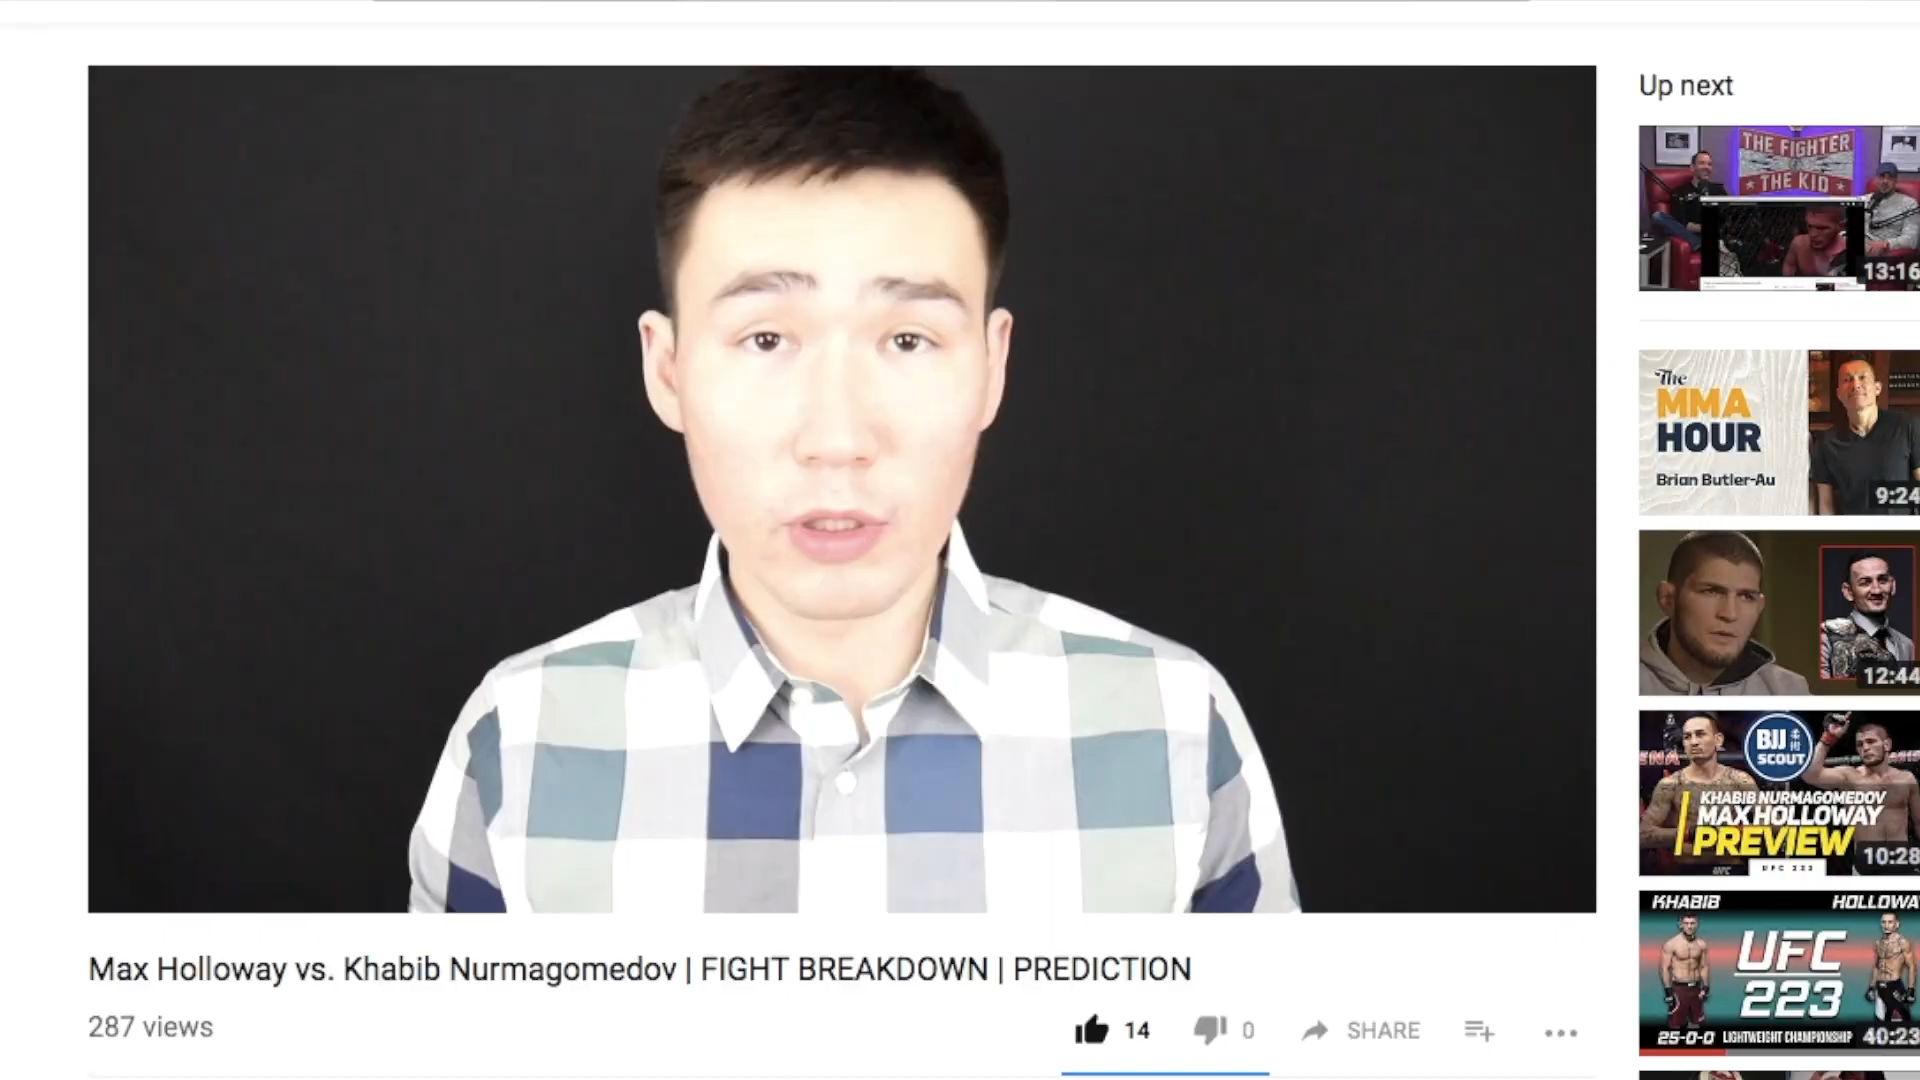 Up next
THE FIGHTER
THE KID
13:16
The
MMA
HOUR
Brian Butler-Au
9:24
12:44
BJJ
SCOUT
KHABIB NURMAGOMEDOV
MAX HOLLOWAY
PREVIEW
UFC 223
10:28
KHABIB
HOLLOWA
UFC
223
25-0-0 LIGHTWEIGHT CHAMPIONSHIP
40:23
Max Holloway vs. Khabib Nurmagomedov | FIGHT BREAKDOWN | PREDICTION
287 views
14
0
SHARE